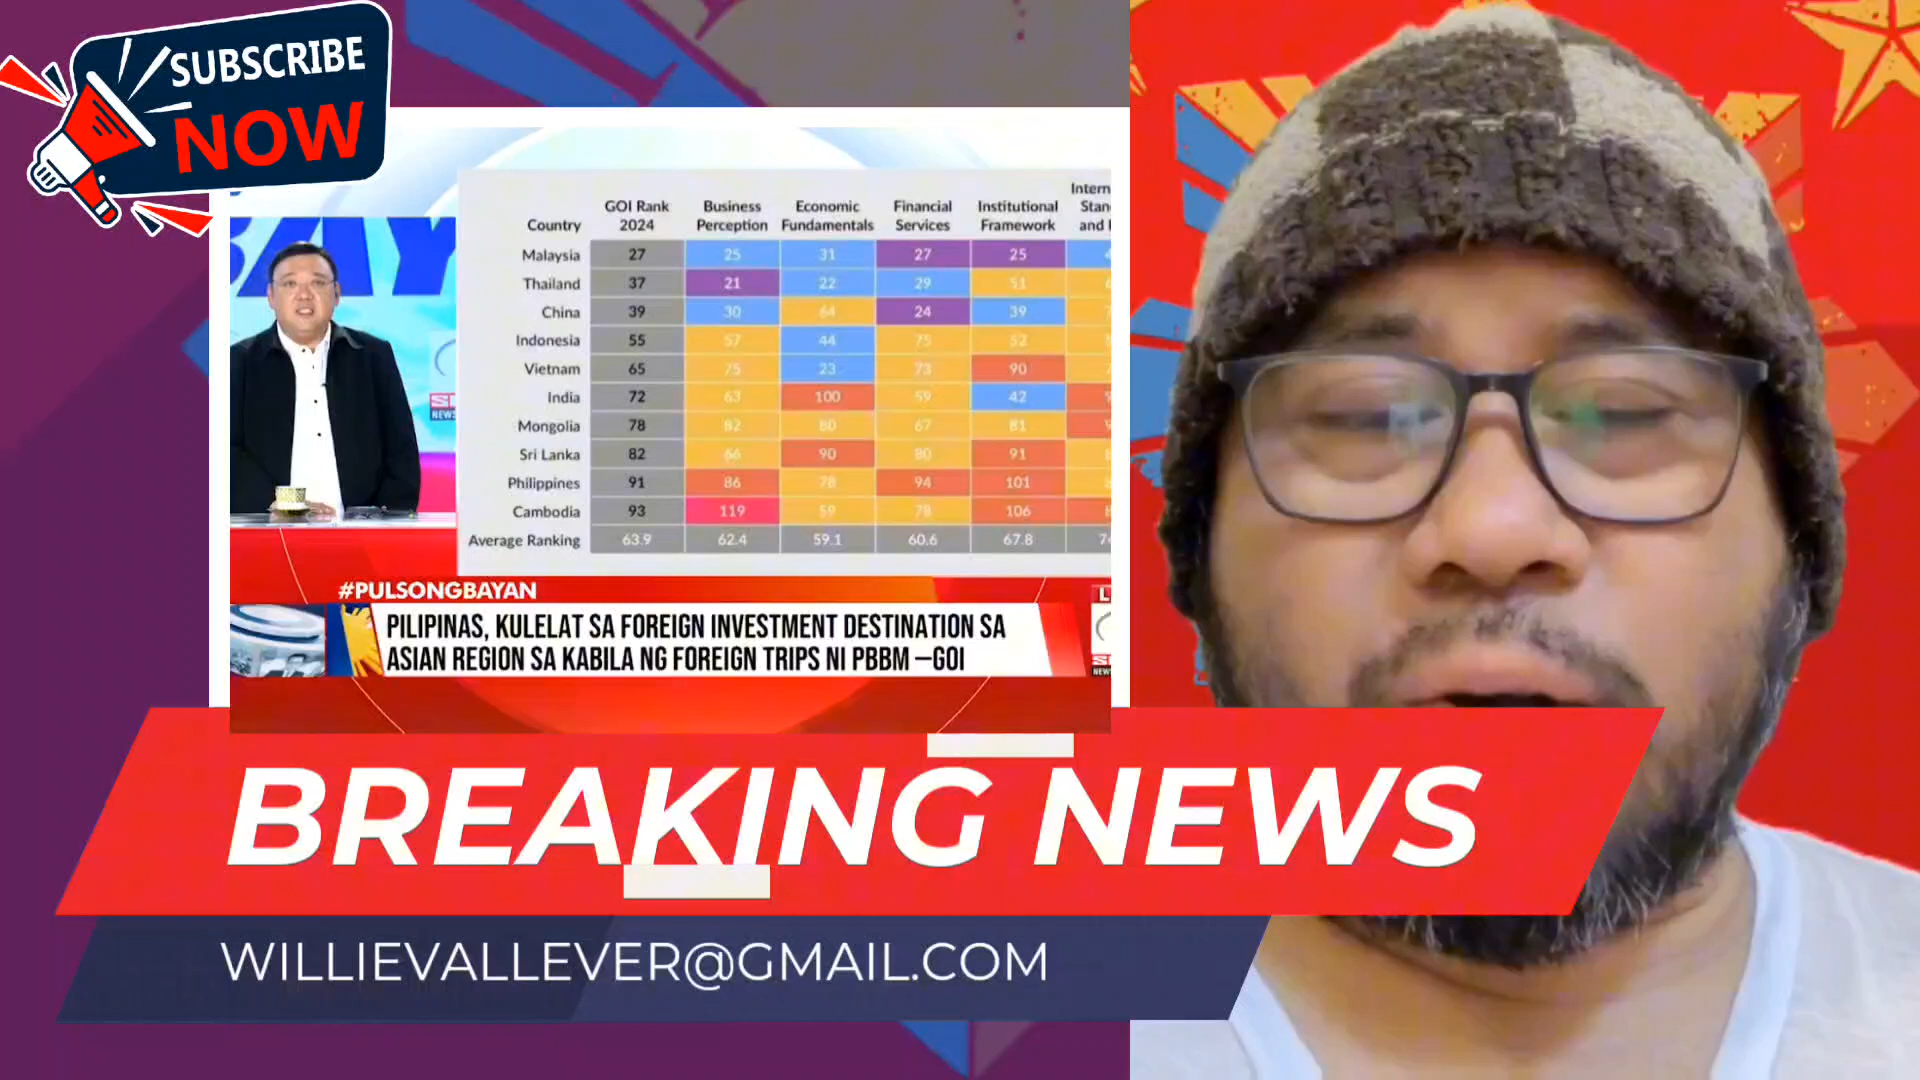 SUBSCRIBE
NOW
GOI Rank Business Economic Financial Institutional
Country 2024 Perception Fundamentals Services Framework and
Malaysia 27 25 31 27 25
Thailand 37 21 22 29 51
China 39 30 64 24 39
Indonesia 55 57 44 75 52
Vietnam 65 75 23 73 90
India 72 63 100 59 42
Mongolia 78 82 80 67 81
Sri Lanka 82 66 90 80 91
Philippines 91 86 78 94 101
Cambodia 93 119 59 78 106
Average Ranking 63.9 62.4 59.1 60.6 67.8
#PULSONGBAYAN
PILIPINAS, KULELAT SA FOREIGN INVESTMENT DESTINATION SA
ASIAN REGION SA KABILA NG FOREIGN TRIPS NI PBBM —GOI
BREAKING NEWS
WILLIEVALLEVER@GMAIL.COM